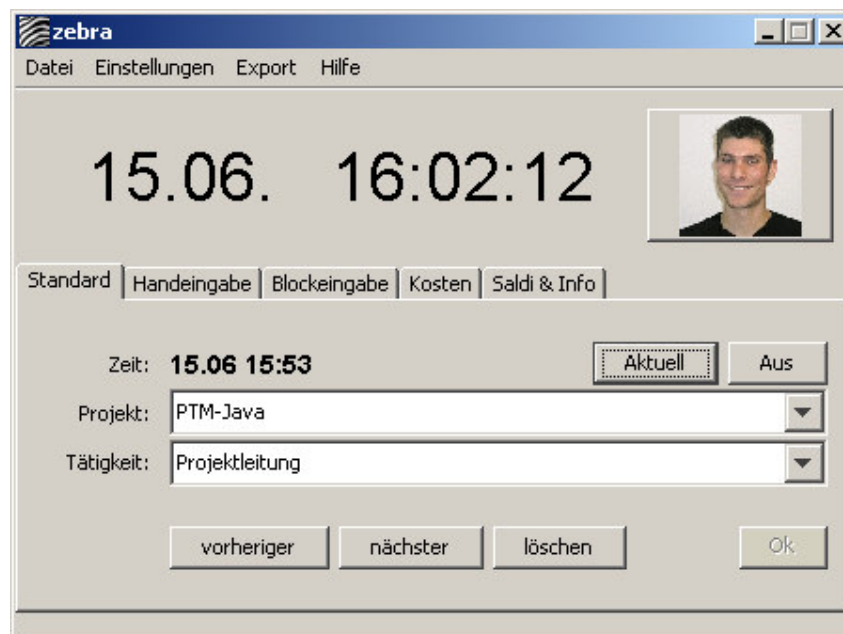 zebra
Datei Einstellungen Export Hilfe
15.06. 16:02:12
Standard Handeingabe Blockeingabe Kosten Saldi & Info
Zeit: 15.06 15:53 Aktuell Aus
Projekt: PTM-Java
Tätigkeit: Projektleitung
vorheriger nächster löschen Ok